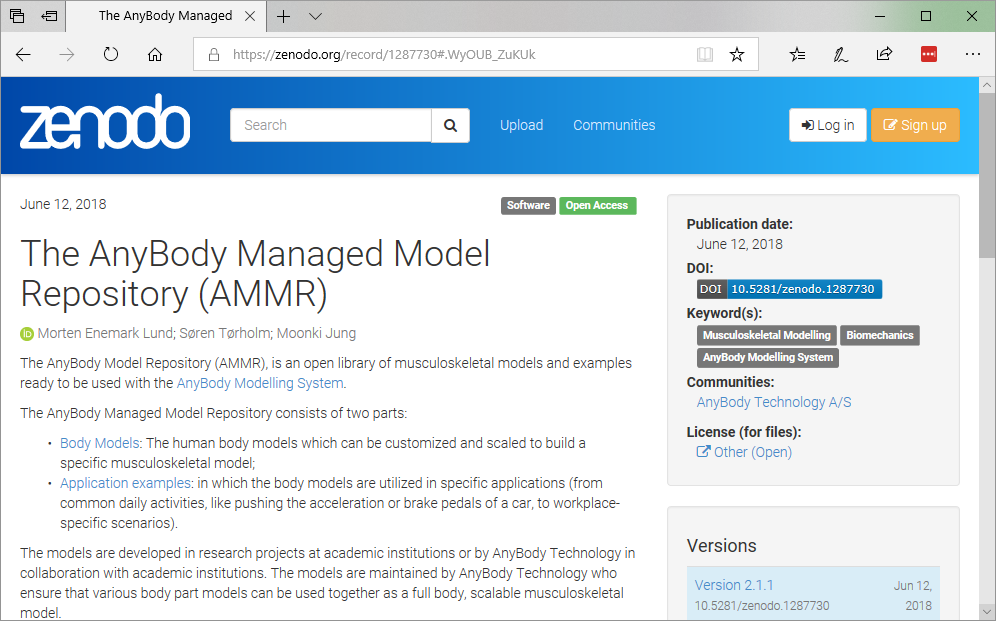 The AnyBody Managed
https://zenodo.org/record/1287730#.WyOUB_ZuKUk
zenodo
Search
Upload
Communities
Log in
Sign up
June 12, 2018
Software
Open Access
The AnyBody Managed Model
Repository (AMMR)
iD Morten Enemark Lund; Søren Tørholm; Moonki Jung
The AnyBody Model Repository (AMMR), is an open library of musculoskeletal models and examples
ready to be used with the AnyBody Modelling System.
The AnyBody Managed Model Repository consists of two parts:
• Body Models: The human body models which can be customized and scaled to build a
specific musculoskeletal model;
• Application examples: in which the body models are utilized in specific applications (from
common daily activities, like pushing the acceleration or brake pedals of a car, to workplace-
specific scenarios).
The models are developed in research projects at academic institutions or by AnyBody Technology in
collaboration with academic institutions. The models are maintained by AnyBody Technology who
ensure that various body part models can be used together as a full body, scalable musculoskeletal
model.
Publication date:
June 12, 2018
DOI:
DOI 10.5281/zenodo.1287730
Keyword(s):
Musculoskeletal Modelling
Biomechanics
AnyBody Modelling System
Communities:
AnyBody Technology A/S
License (for files):
Other (Open)
Versions
Version 2.1.1
Jun 12,
10.5281/zenodo.1287730
2018